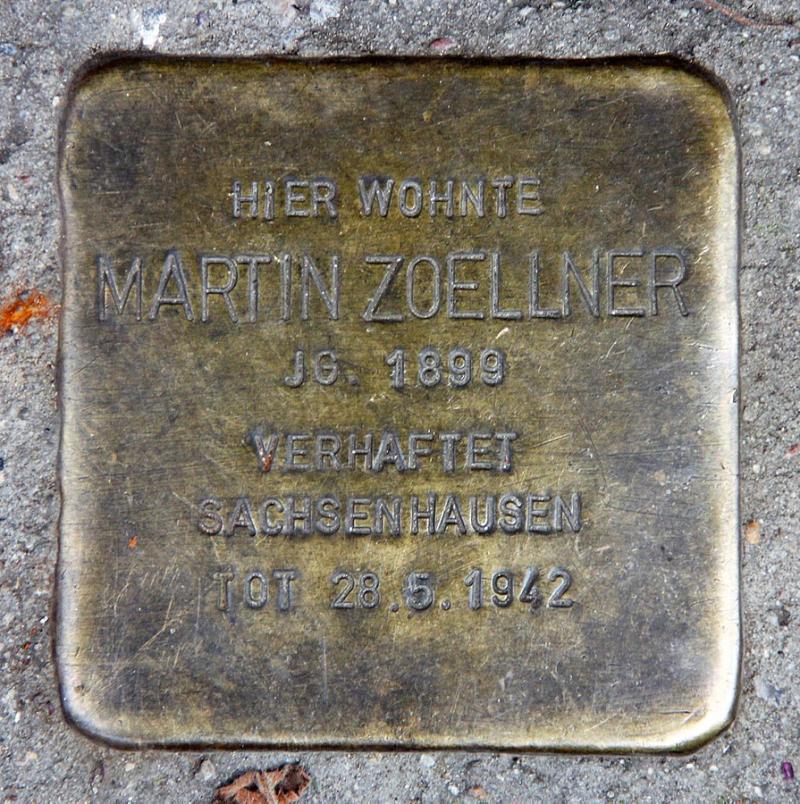 HIER WOHNTE
MARTIN ZOELLNER
JG. 1899
VERHAFTET
SACHSENHAUSEN
TOT 28.5.1942